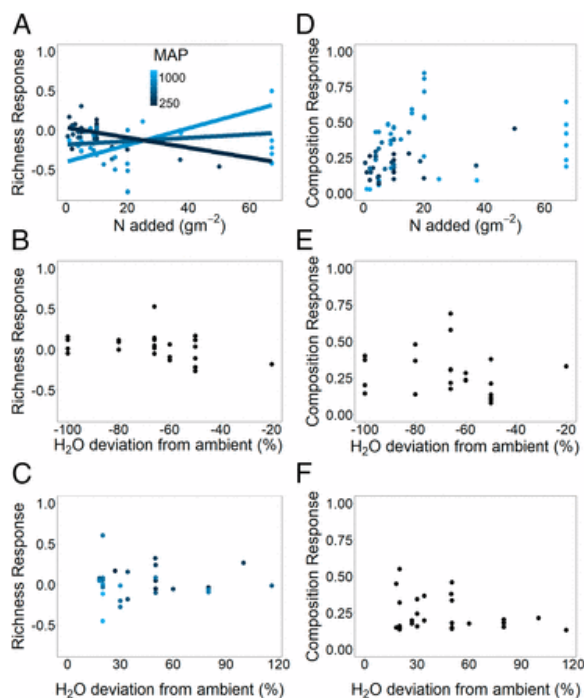 A
Richness Response
1.0
0.5
0.0
-0.5
MAP
1000
250
0 20 40 60
N added (gm⁻²)
D
Composition Response
1.00
0.75
0.50
0.25
0.00
0 20 40 60
N added (gm⁻²)
B
Richness Response
1.0
0.5
0.0
-0.5
-100 -80 -60 -40 -20
H₂O deviation from ambient (%)
E
Composition Response
1.00
0.75
0.50
0.25
0.00
-100 -80 -60 -40 -20
H₂O deviation from ambient (%)
C
Richness Response
1.0
0.5
0.0
-0.5
0 30 60 90 120
H₂O deviation from ambient (%)
F
Composition Response
1.00
0.75
0.50
0.25
0.00
0 30 60 90 120
H₂O deviation from ambient (%)